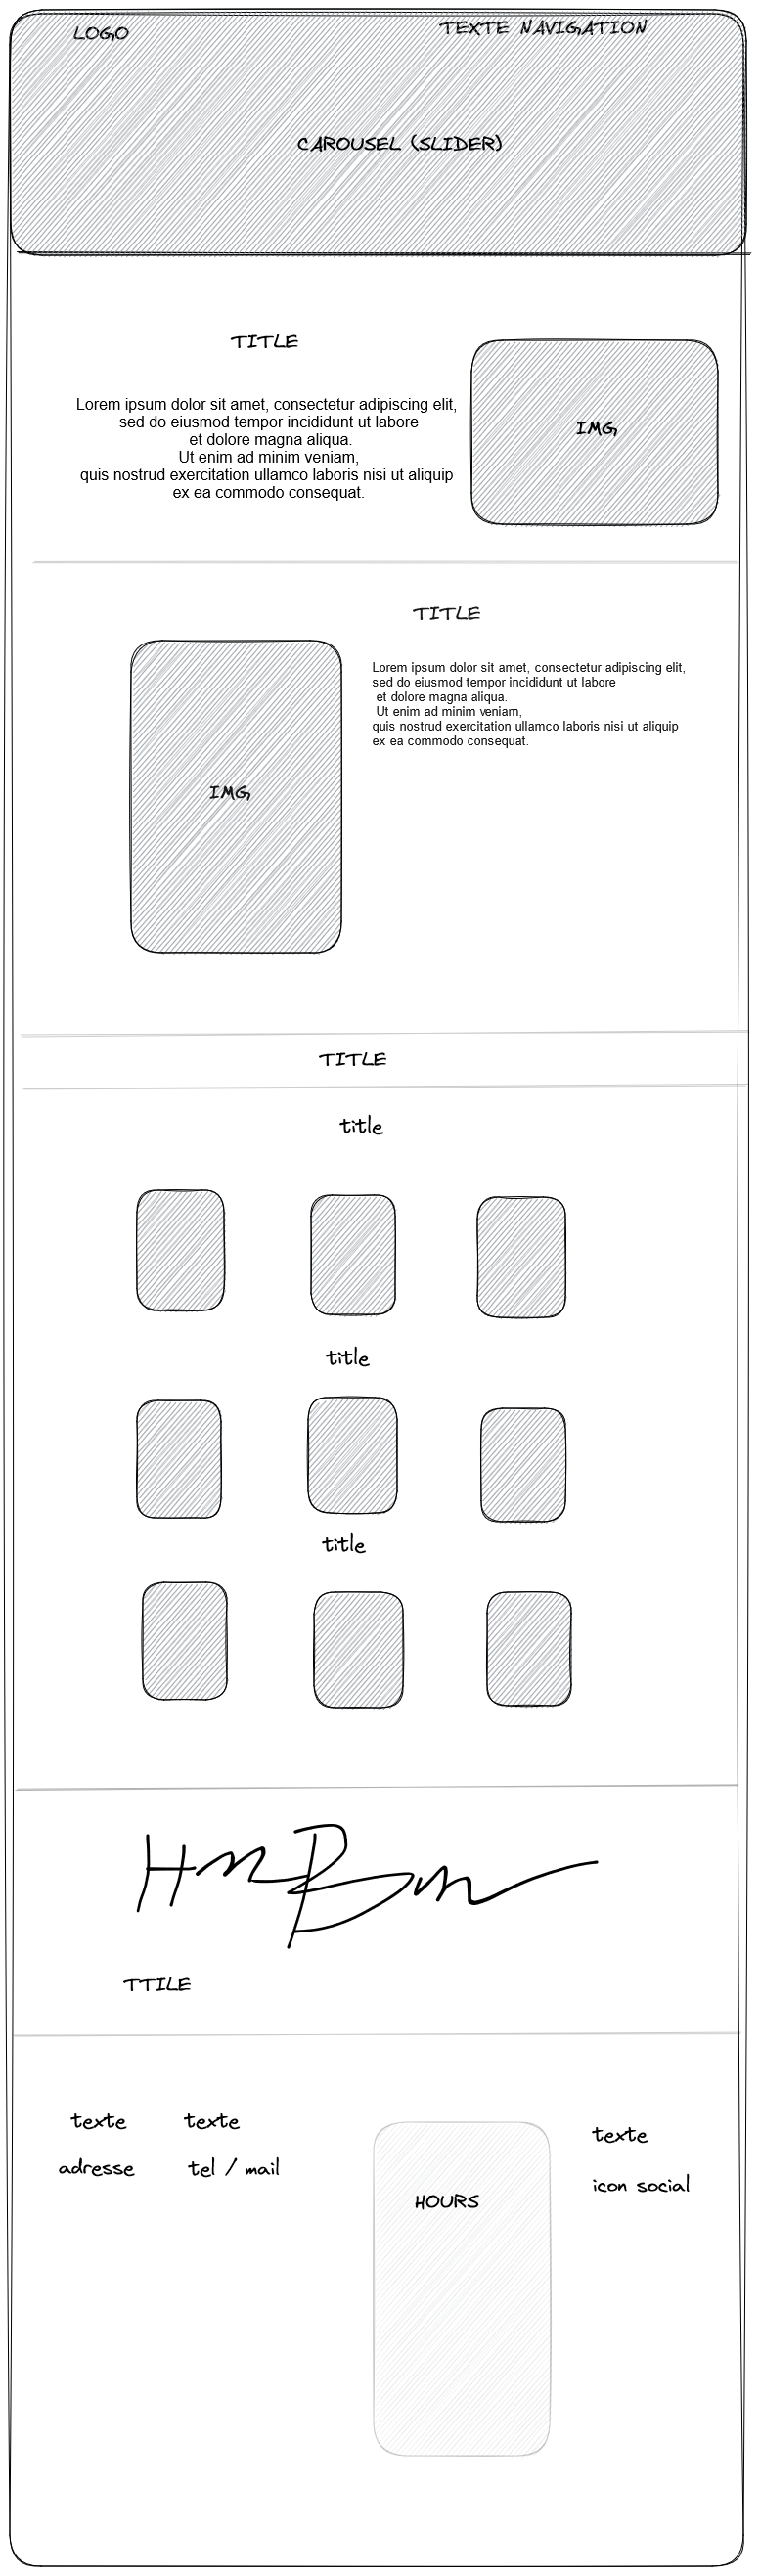 LOGO
TEXTE NAVIGATION
CAROUSEL (SLIDER)
TITLE
Lorem ipsum dolor sit amet, consectetur adipiscing elit,
sed do eiusmod tempor incididunt ut labore
et dolore magna aliqua.
Ut enim ad minim veniam,
quis nostrud exercitation ullamco laboris nisi ut aliquip
ex ea commodo consequat.
IMG
TITLE
Lorem ipsum dolor sit amet, consectetur adipiscing elit,
sed do eiusmod tempor incididunt ut labore
et dolore magna aliqua.
Ut enim ad minim veniam,
quis nostrud exercitation ullamco laboris nisi ut aliquip
ex ea commodo consequat.
IMG
TITLE
title
title
title
TTILE
texte
texte
adresse
tel / mail
HOURS
texte
icon social